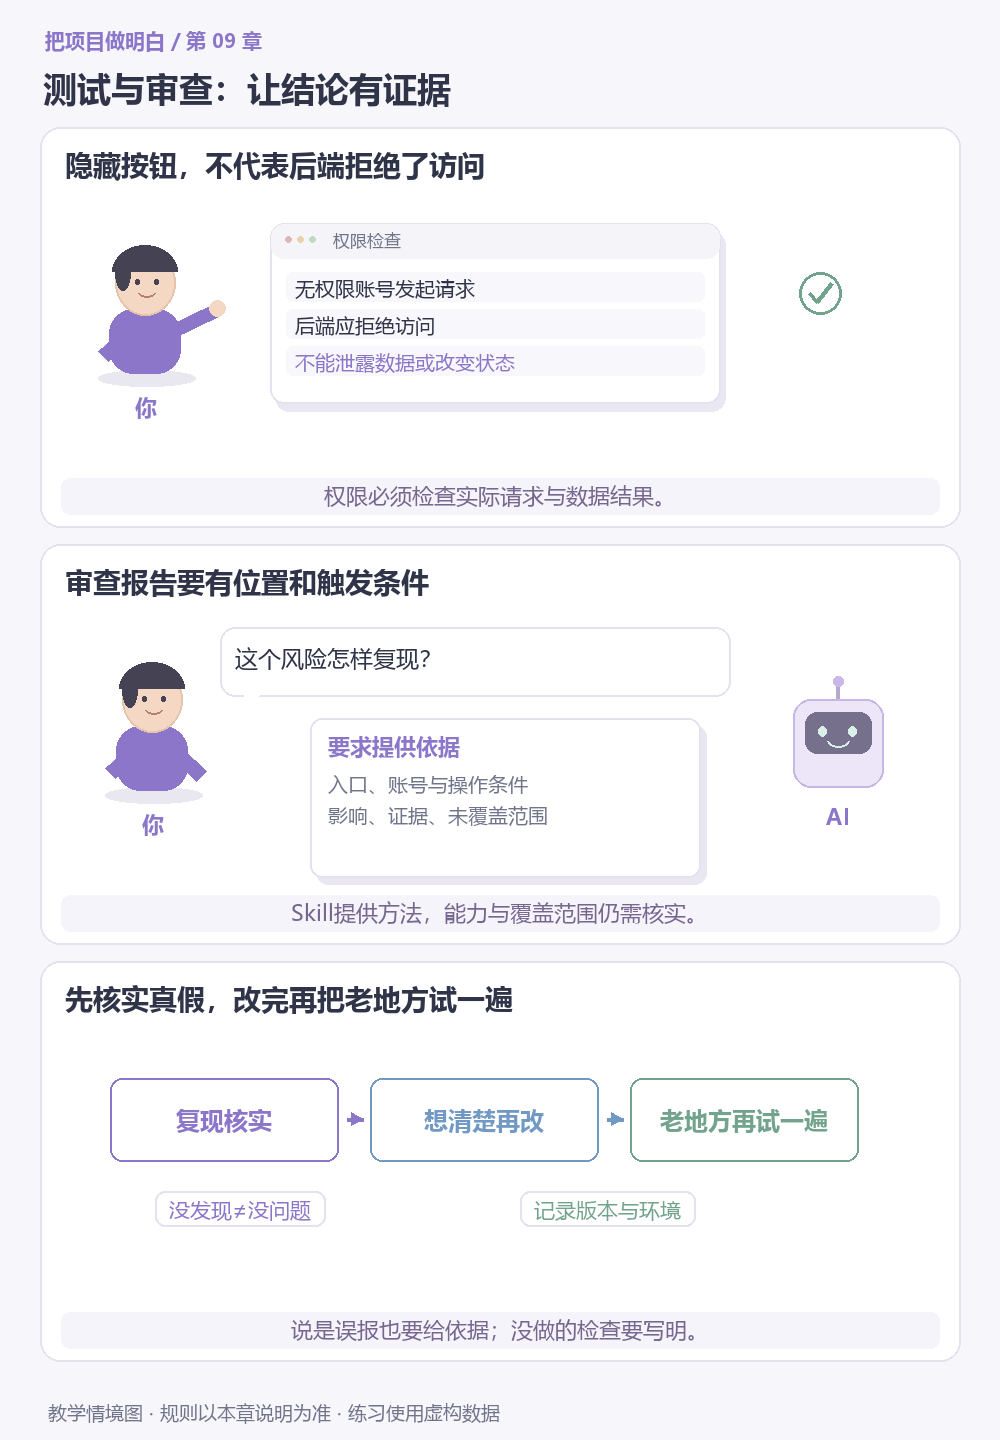 把项目做明白 / 第 09 章
测试与审查：让结论有证据
隐藏按钮，不代表后端拒绝了访问
权限检查
无权限账号发起请求
后端应拒绝访问
不能泄露数据或改变状态
你
权限必须检查实际请求与数据结果。
审查报告要有位置和触发条件
这个风险怎样复现？
要求提供依据
入口、账号与操作条件
影响、证据、未覆盖范围
你
AI
Skill提供方法，能力与覆盖范围仍需核实。
先核实真假，改完再把老地方试一遍
复现核实
想清楚再改
老地方再试一遍
没发现≠没问题
记录版本与环境
说是误报也要给依据；没做的检查要写明。
教学情境图 · 规则以本章说明为准 · 练习使用虚构数据